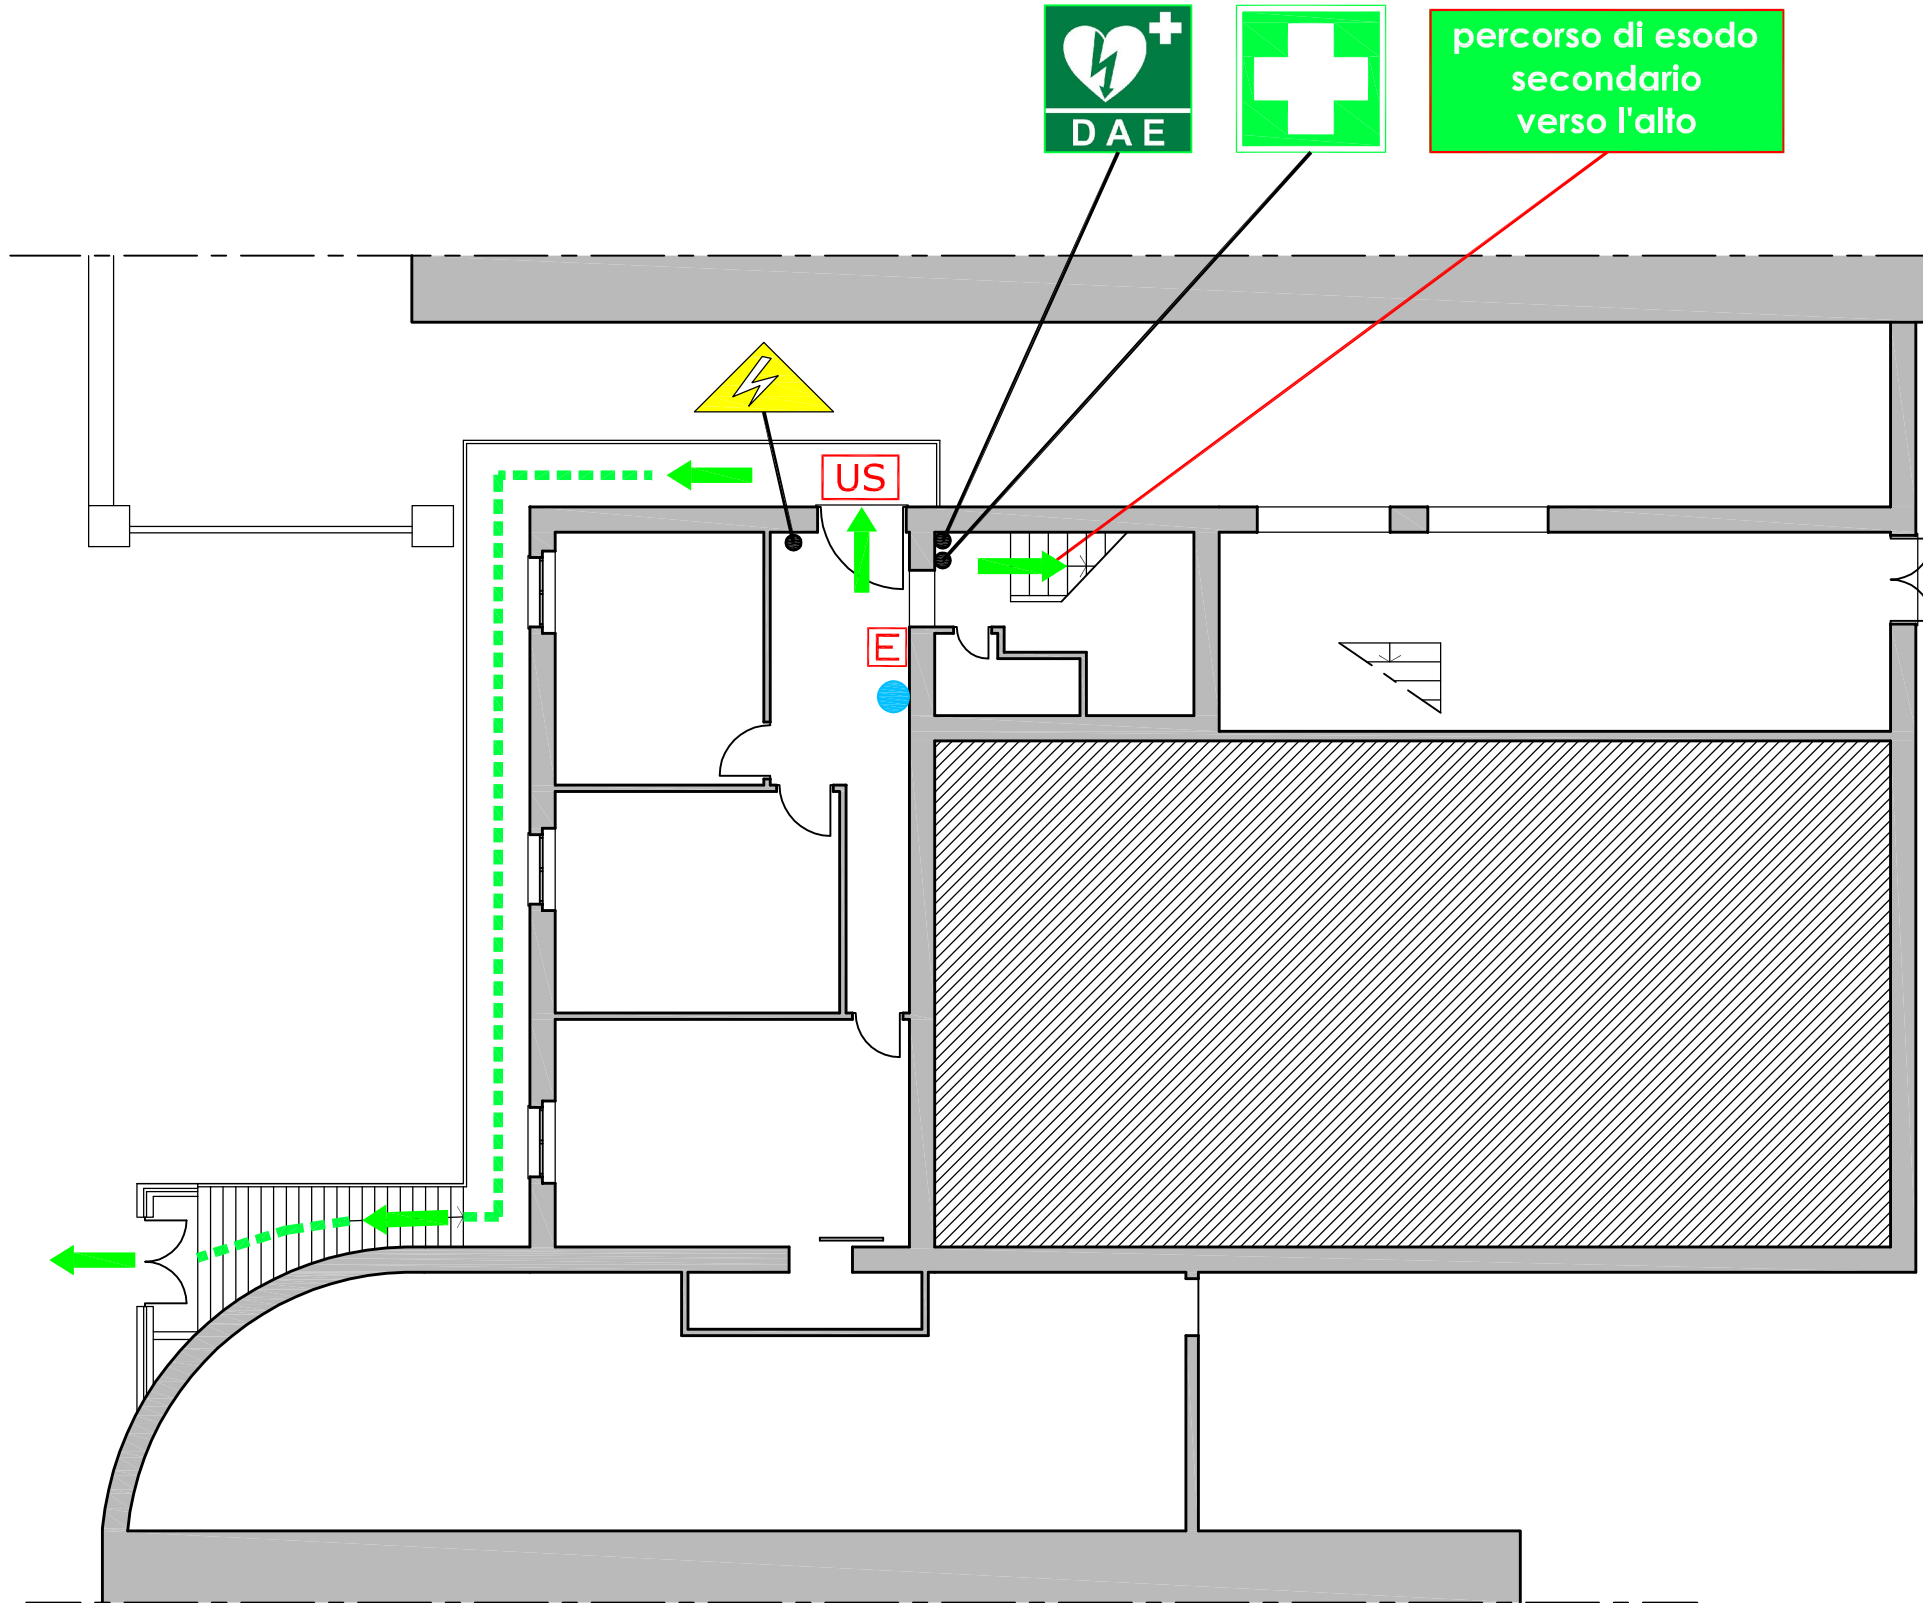 DAE
percorso di esodo
secondario
verso l'alto
US
E